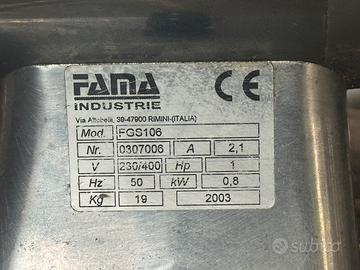 FAMA
INDUSTRIE
CE
Via Altobelli, 39-47900 RIMINI-(ITALIA)
Mod. FGS106
Nr. 0307006 A 2,1
V 230/400 Hp 1
Hz 50 kW 0,8
Kg 19 2003
subito